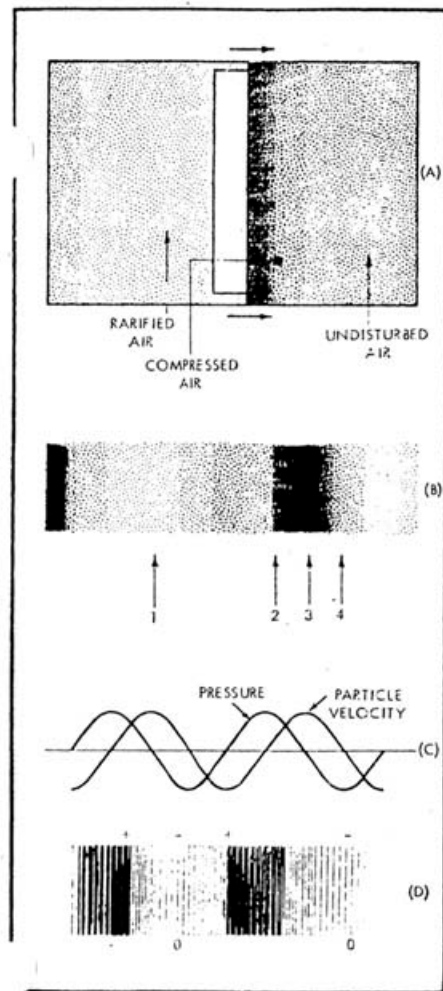 (A)
RARIFIED
AIR
COMPRESSED
AIR
UNDISTURBED
AIR
(B)
1 2 3 4
PRESSURE
PARTICLE
VELOCITY
(C)
+ - + -
(D)
0 0